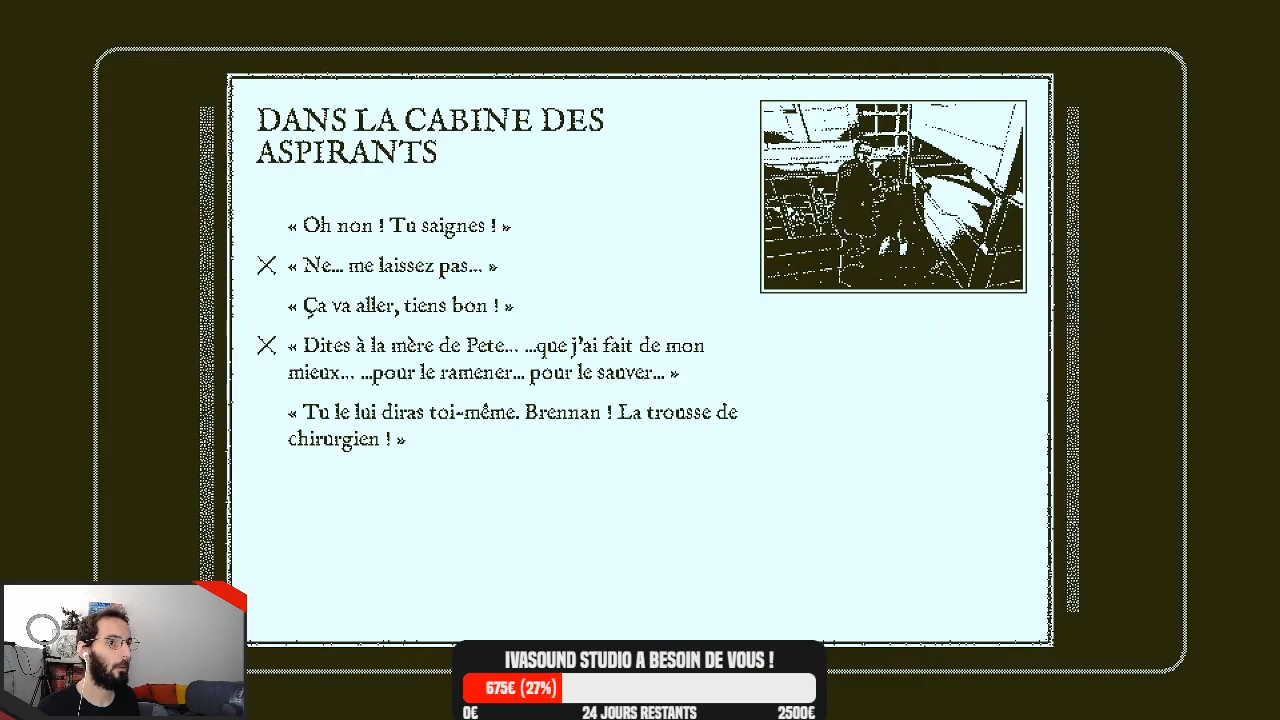 DANS LA CABINE DES
ASPIRANTS
« Oh non ! Tu saignes ! »
« Ne... me laissez pas... »
« Ça va aller, tiens bon ! »
« Dites à la mère de Pete... ...que j'ai fait de mon
mieux... ...pour le ramener... pour le sauver... »
« Tu le lui diras toi-même. Brennan ! La trousse de
chirurgien ! »
IVASOUND STUDIO A BESOIN DE VOUS !
675€ (27%)
0€ 24 JOURS RESTANTS 2500€